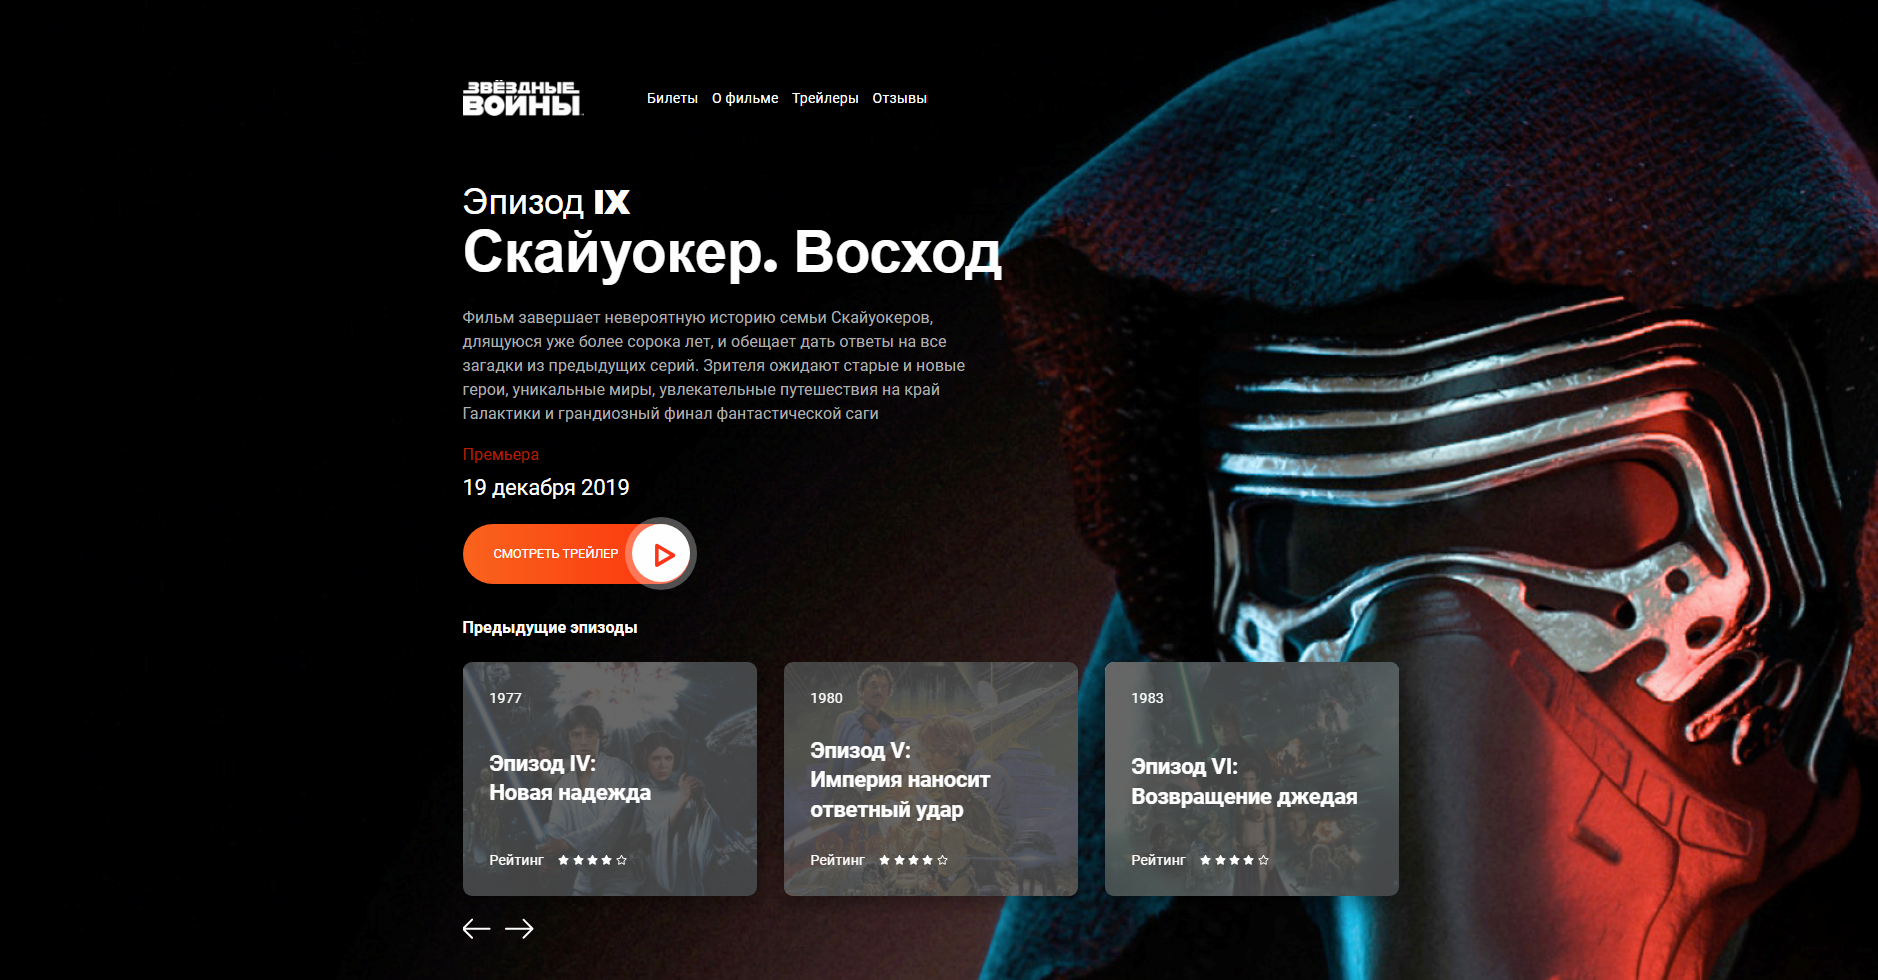 ЗВЁЗДНЫЕ
ВОЙНЫ
Билеты О фильме Трейлеры Отзывы
Эпизод IX
Скайуокер. Восход
Фильм завершает невероятную историю семьи Скайуокеров,
длящуюся уже более сорока лет, и обещает дать ответы на все
загадки из предыдущих серий. Зрителя ожидают старые и новые
герои, уникальные миры, увлекательные путешествия на край
Галактики и грандиозный финал фантастической саги
Премьера
19 декабря 2019
СМОТРЕТЬ ТРЕЙЛЕР
Предыдущие эпизоды
1977
Эпизод IV:
Новая надежда
Рейтинг
1980
Эпизод V:
Империя наносит
ответный удар
Рейтинг
1983
Эпизод VI:
Возвращение джедая
Рейтинг